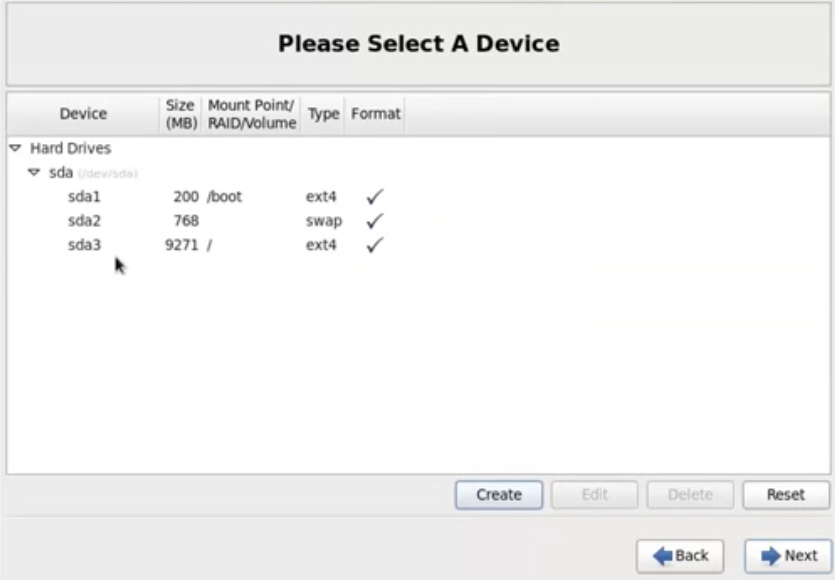 Please Select A Device
Device Size (MB) Mount Point/ RAID/Volume Type Format
Hard Drives
sda (/dev/sda)
sda1 200 /boot ext4 ✓
sda2 768 swap ✓
sda3 9271 / ext4 ✓
Create Edit Delete Reset
Back Next